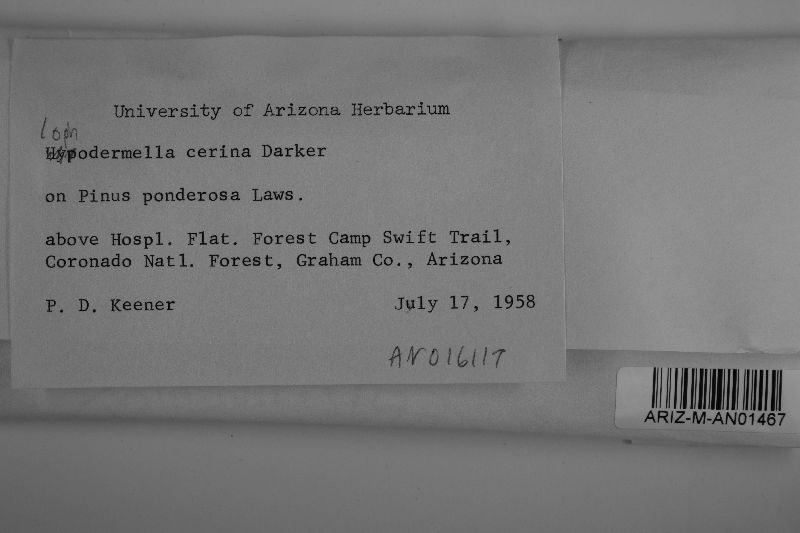 University of Arizona Herbarium
Loph
Hypodermella cerina Darker
on Pinus ponderosa Laws.
above Hospl. Flat. Forest Camp Swift Trail,
Coronado Natl. Forest, Graham Co., Arizona
P. D. Keener July 17, 1958
AN016117
ARIZ-M-AN01467